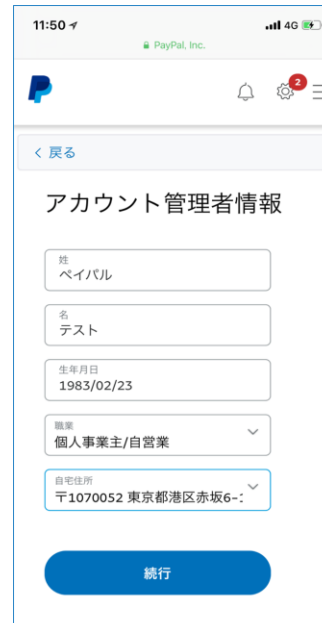 11:50
4G
PayPal, Inc.
2
戻る
アカウント管理者情報
姓
ペイパル
名
テスト
生年月日
1983/02/23
職業
個人事業主/自営業
自宅住所
〒1070052 東京都港区赤坂6-
続行